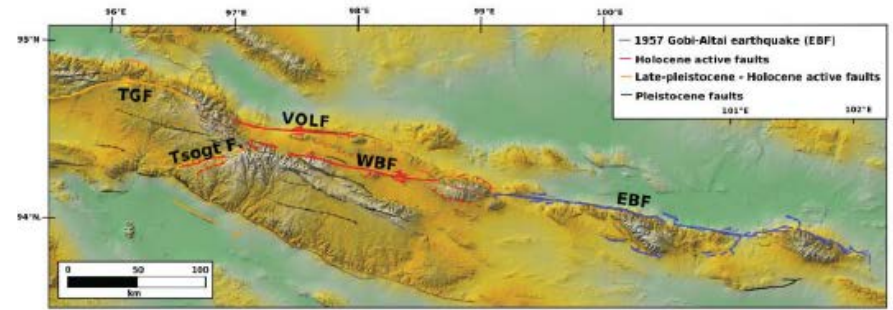 96°E 97°E 98°E 99°E 100°E
95°N
1957 Gobi-Altai earthquake (EBF)
Holocene active faults
Late-pleistocene - Holocene active faults
Pleistocene faults
101°E 102°E
TGF
VOLF
Tsogt F.
WBF
EBF
94°N
0 50 100
km